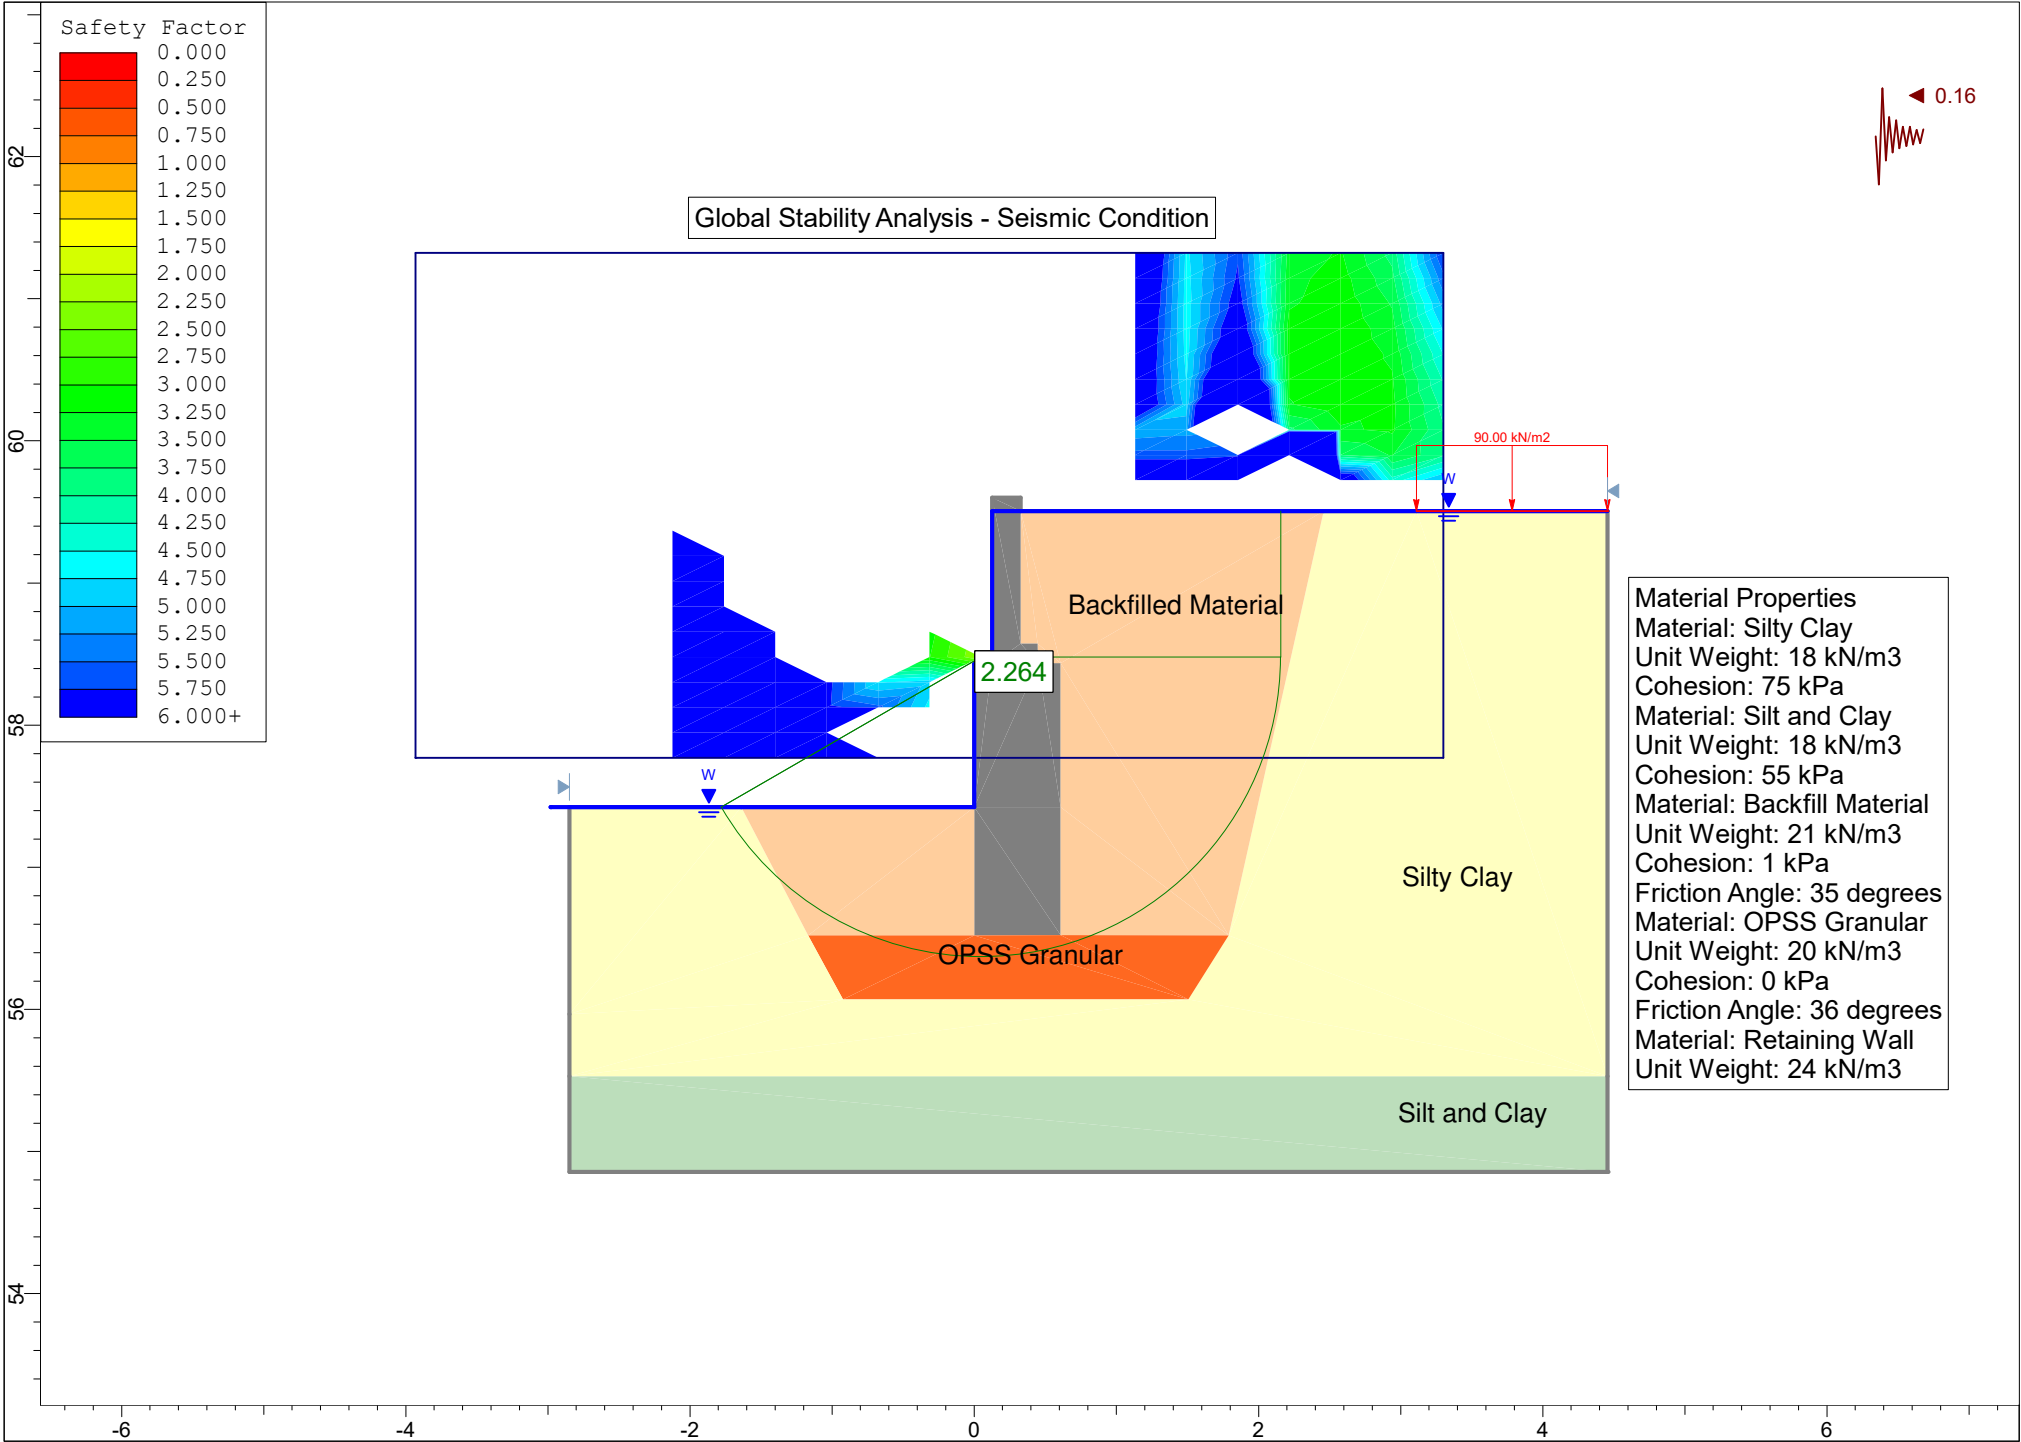 Safety Factor
0.000
0.250
0.500
0.750
1.000
1.250
1.500
1.750
2.000
2.250
2.500
2.750
3.000
3.250
3.500
3.750
4.000
4.250
4.500
4.750
5.000
5.250
5.500
5.750
6.000+
0.16
Global Stability Analysis - Seismic Condition
90.00 kN/m2
W
Backfilled Material
2.264
W
Silty Clay
OPSS Granular
Silt and Clay
Material Properties
Material: Silty Clay
Unit Weight: 18 kN/m3
Cohesion: 75 kPa
Material: Silt and Clay
Unit Weight: 18 kN/m3
Cohesion: 55 kPa
Material: Backfill Material
Unit Weight: 21 kN/m3
Cohesion: 1 kPa
Friction Angle: 35 degrees
Material: OPSS Granular
Unit Weight: 20 kN/m3
Cohesion: 0 kPa
Friction Angle: 36 degrees
Material: Retaining Wall
Unit Weight: 24 kN/m3
62
60
58
56
54
-6
-4
-2
0
2
4
6